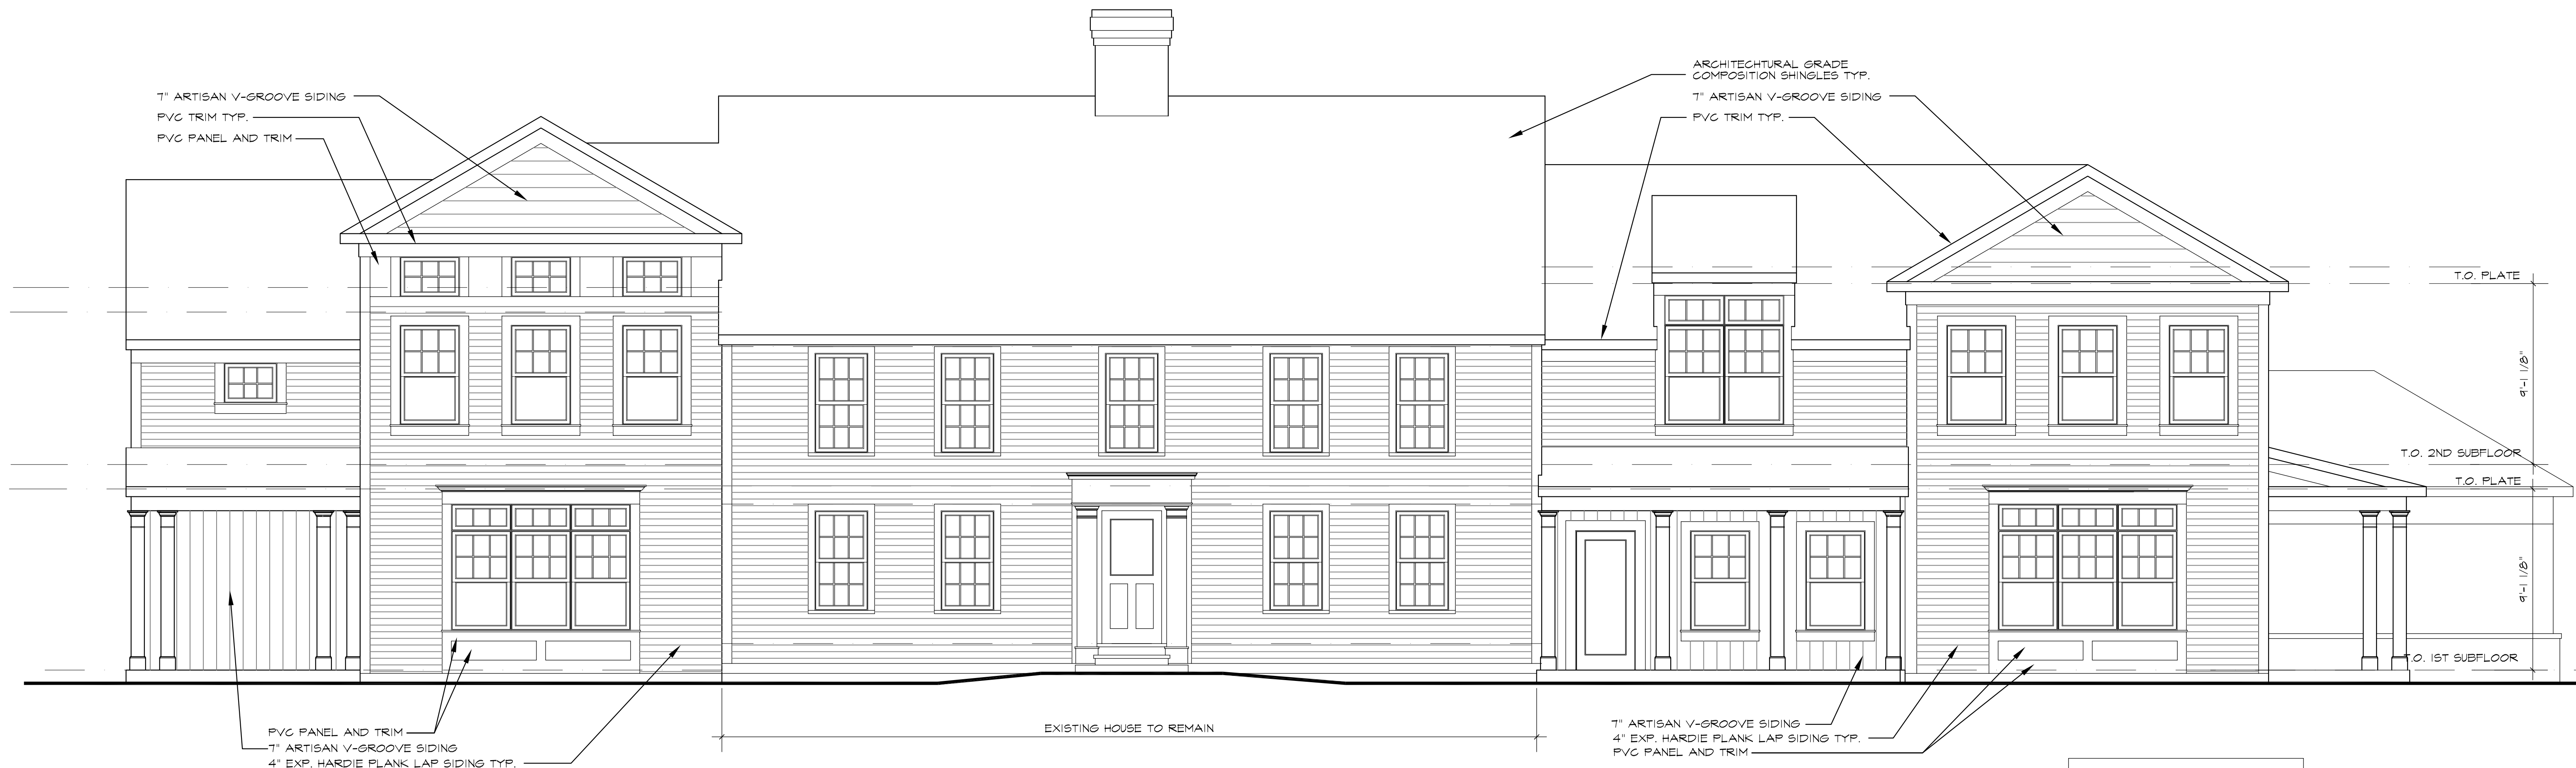 ARCHITECHTURAL GRADE
COMPOSITION SHINGLES TYP.
7" ARTISAN V-GROOVE SIDING
PVC TRIM TYP.
PVC PANEL AND TRIM
7" ARTISAN V-GROOVE SIDING
PVC TRIM TYP.
T.O. PLATE
9'-1 1/8"
T.O. 2ND SUBFLOOR
T.O. PLATE
9'-1 1/8"
T.O. 1ST SUBFLOOR
PVC PANEL AND TRIM
7" ARTISAN V-GROOVE SIDING
4" EXP. HARDIE PLANK LAP SIDING TYP.
EXISTING HOUSE TO REMAIN
7" ARTISAN V-GROOVE SIDING
4" EXP. HARDIE PLANK LAP SIDING TYP.
PVC PANEL AND TRIM